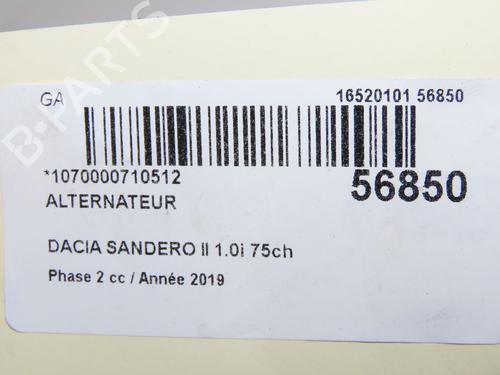 GA 16520101 56850
*1070000710512 56850
ALTERNATEUR
DACIA SANDERO II 1.0i 75ch
Phase 2 cc / Année 2019
B-PARTS